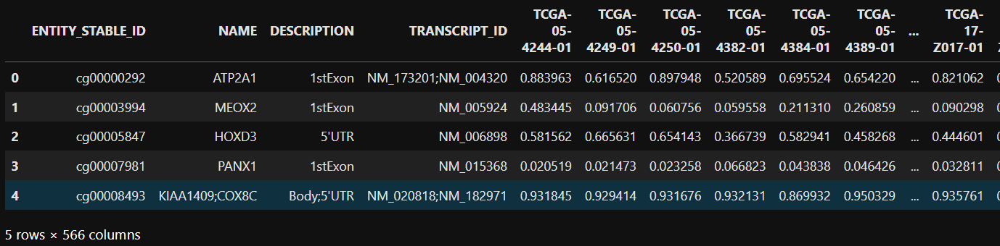 ENTITY_STABLE_ID NAME DESCRIPTION TRANSCRIPT_ID TCGA-05-4244-01 TCGA-05-4249-01 TCGA-05-4250-01 TCGA-05-4382-01 TCGA-05-4384-01 TCGA-05-4389-01 ... TCGA-17-Z017-01
0 cg00000292 ATP2A1 1stExon NM_173201;NM_004320 0.883963 0.616520 0.897948 0.520589 0.695524 0.654220 ... 0.821062
1 cg00003994 MEOX2 1stExon NM_005924 0.483445 0.091706 0.060756 0.059558 0.211310 0.260859 ... 0.090298
2 cg00005847 HOXD3 5'UTR NM_006898 0.581562 0.665631 0.654143 0.366739 0.582941 0.458268 ... 0.444601
3 cg00007981 PANX1 1stExon NM_015368 0.020519 0.021473 0.023258 0.066823 0.043838 0.046426 ... 0.032811
4 cg00008493 KIAA1409;COX8C Body;5'UTR NM_020818;NM_182971 0.931845 0.929414 0.931676 0.932131 0.869932 0.950329 ... 0.935761
5 rows × 566 columns